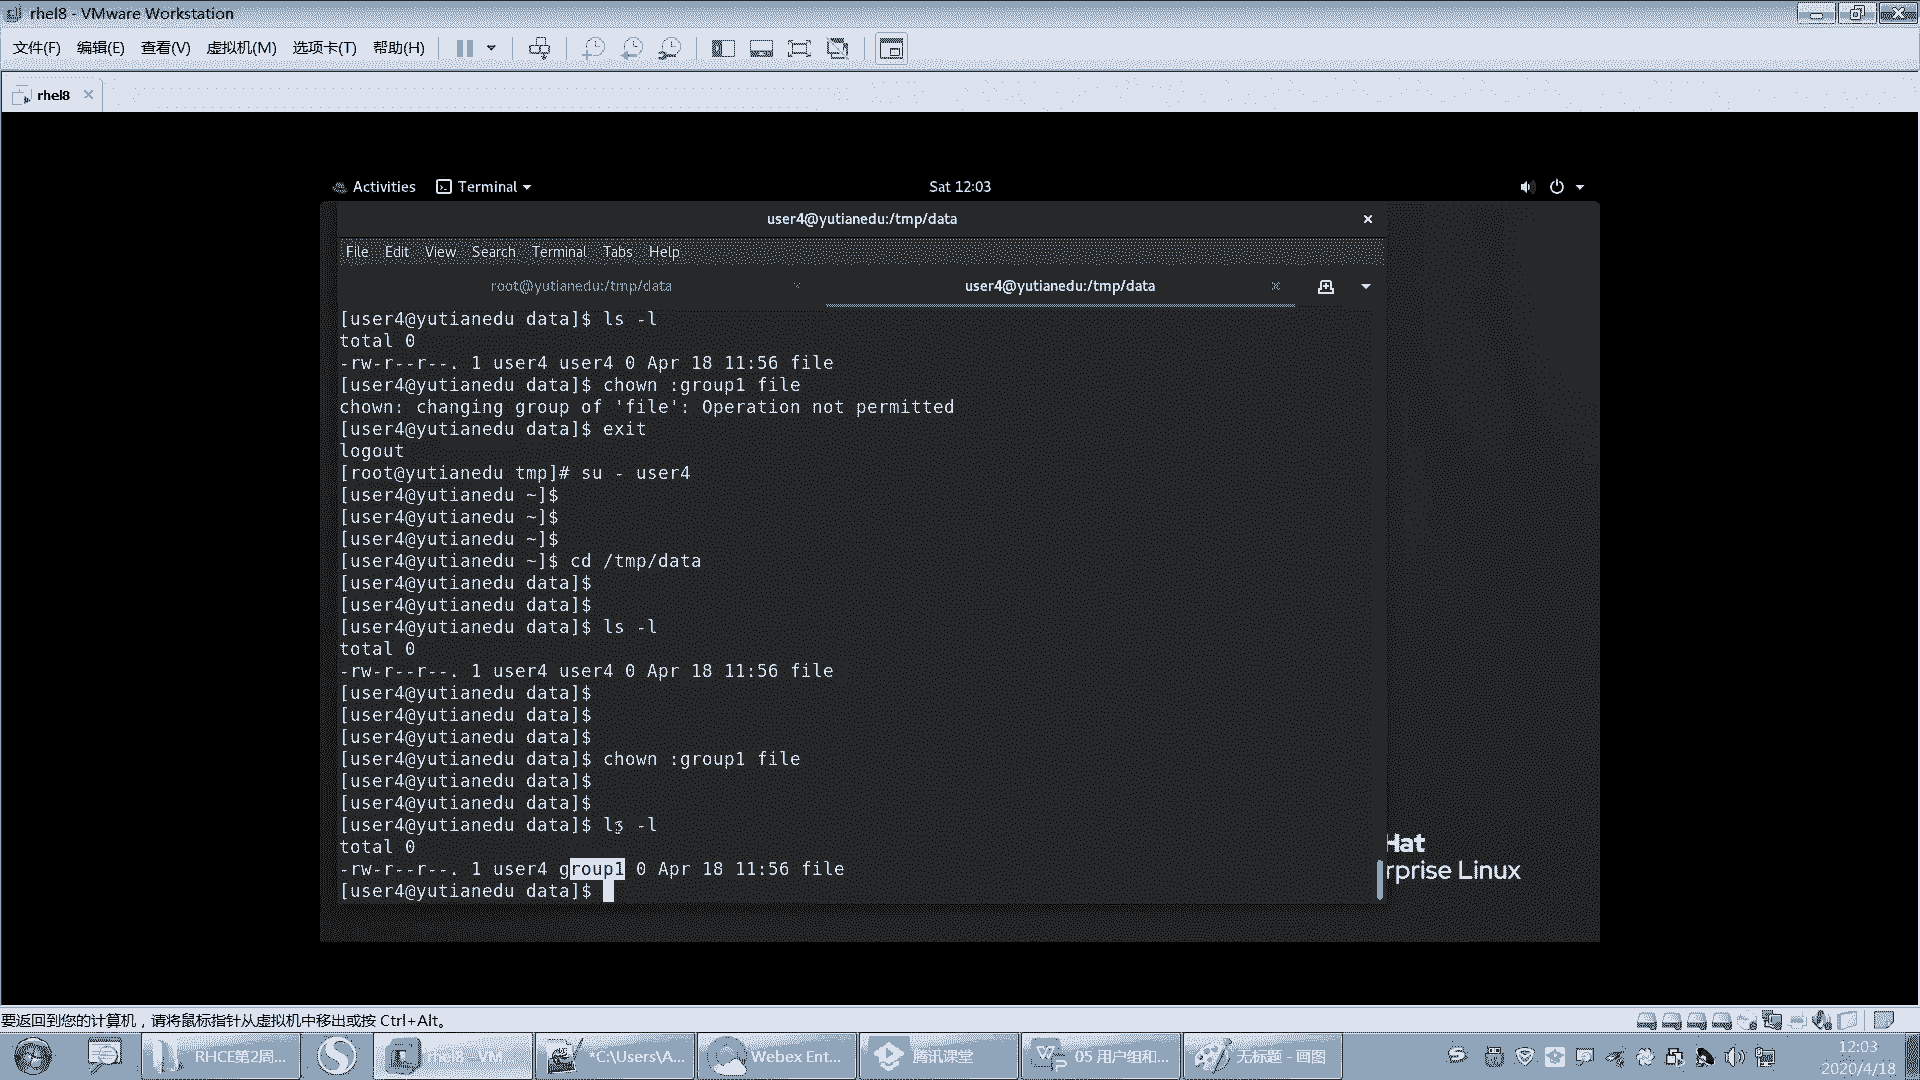 rhel8 - VMware Workstation
文件(F) 编辑(E) 查看(V) 虚拟机(M) 选项卡(T) 帮助(H)
rhel8
Activities Terminal Sat 12:03
user4@yutianedu:/tmp/data
File Edit View Search Terminal Tabs Help
root@yutianedu:/tmp/data user4@yutianedu:/tmp/data
[user4@yutianedu data]$ ls -l
total 0
-rw-r--r--. 1 user4 user4 0 Apr 18 11:56 file
[user4@yutianedu data]$ chown :group1 file
chown: changing group of 'file': Operation not permitted
[user4@yutianedu data]$ exit
logout
[root@yutianedu tmp]# su - user4
[user4@yutianedu ~]$
[user4@yutianedu ~]$
[user4@yutianedu ~]$
[user4@yutianedu ~]$ cd /tmp/data
[user4@yutianedu data]$
[user4@yutianedu data]$
[user4@yutianedu data]$ ls -l
total 0
-rw-r--r--. 1 user4 user4 0 Apr 18 11:56 file
[user4@yutianedu data]$
[user4@yutianedu data]$
[user4@yutianedu data]$
[user4@yutianedu data]$ chown :group1 file
[user4@yutianedu data]$
[user4@yutianedu data]$
[user4@yutianedu data]$ ls -l
total 0
-rw-r--r--. 1 user4 group1 0 Apr 18 11:56 file
[user4@yutianedu data]$
Hat
rprise Linux
要返回到您的计算机，请将鼠标指针从虚拟机中移出或按 Ctrl+Alt。
RHCE第2周... rhel8 - VM... *C:\Users\A... Webex Ent... 腾讯课堂 05 用户组和... 无标题 - 画图
12:03
2020/4/18